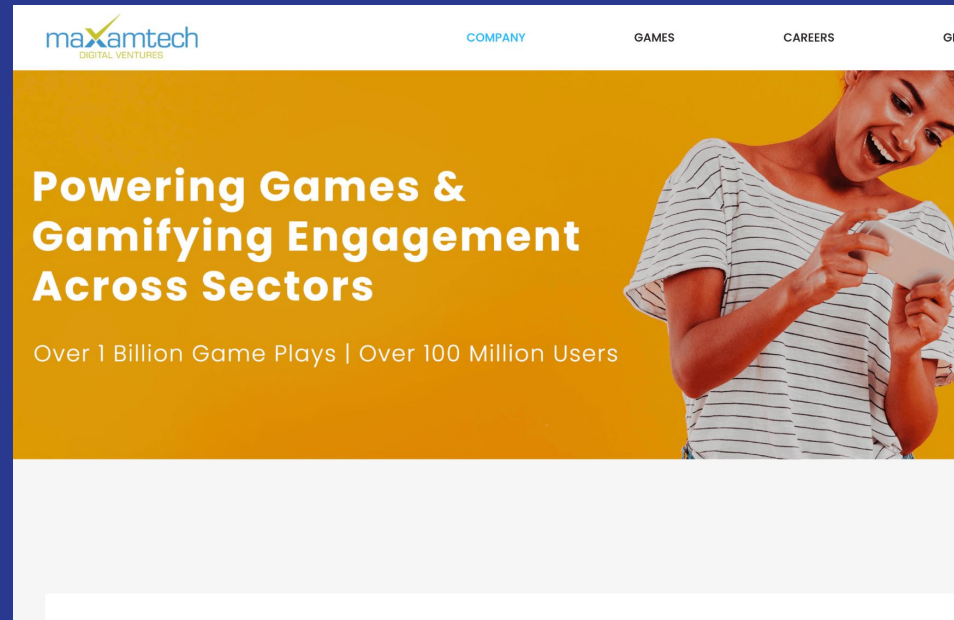 maxamtech
DIGITAL VENTURES
COMPANY
GAMES
CAREERS
Powering Games &
Gamifying Engagement
Across Sectors
Over 1 Billion Game Plays | Over 100 Million Users